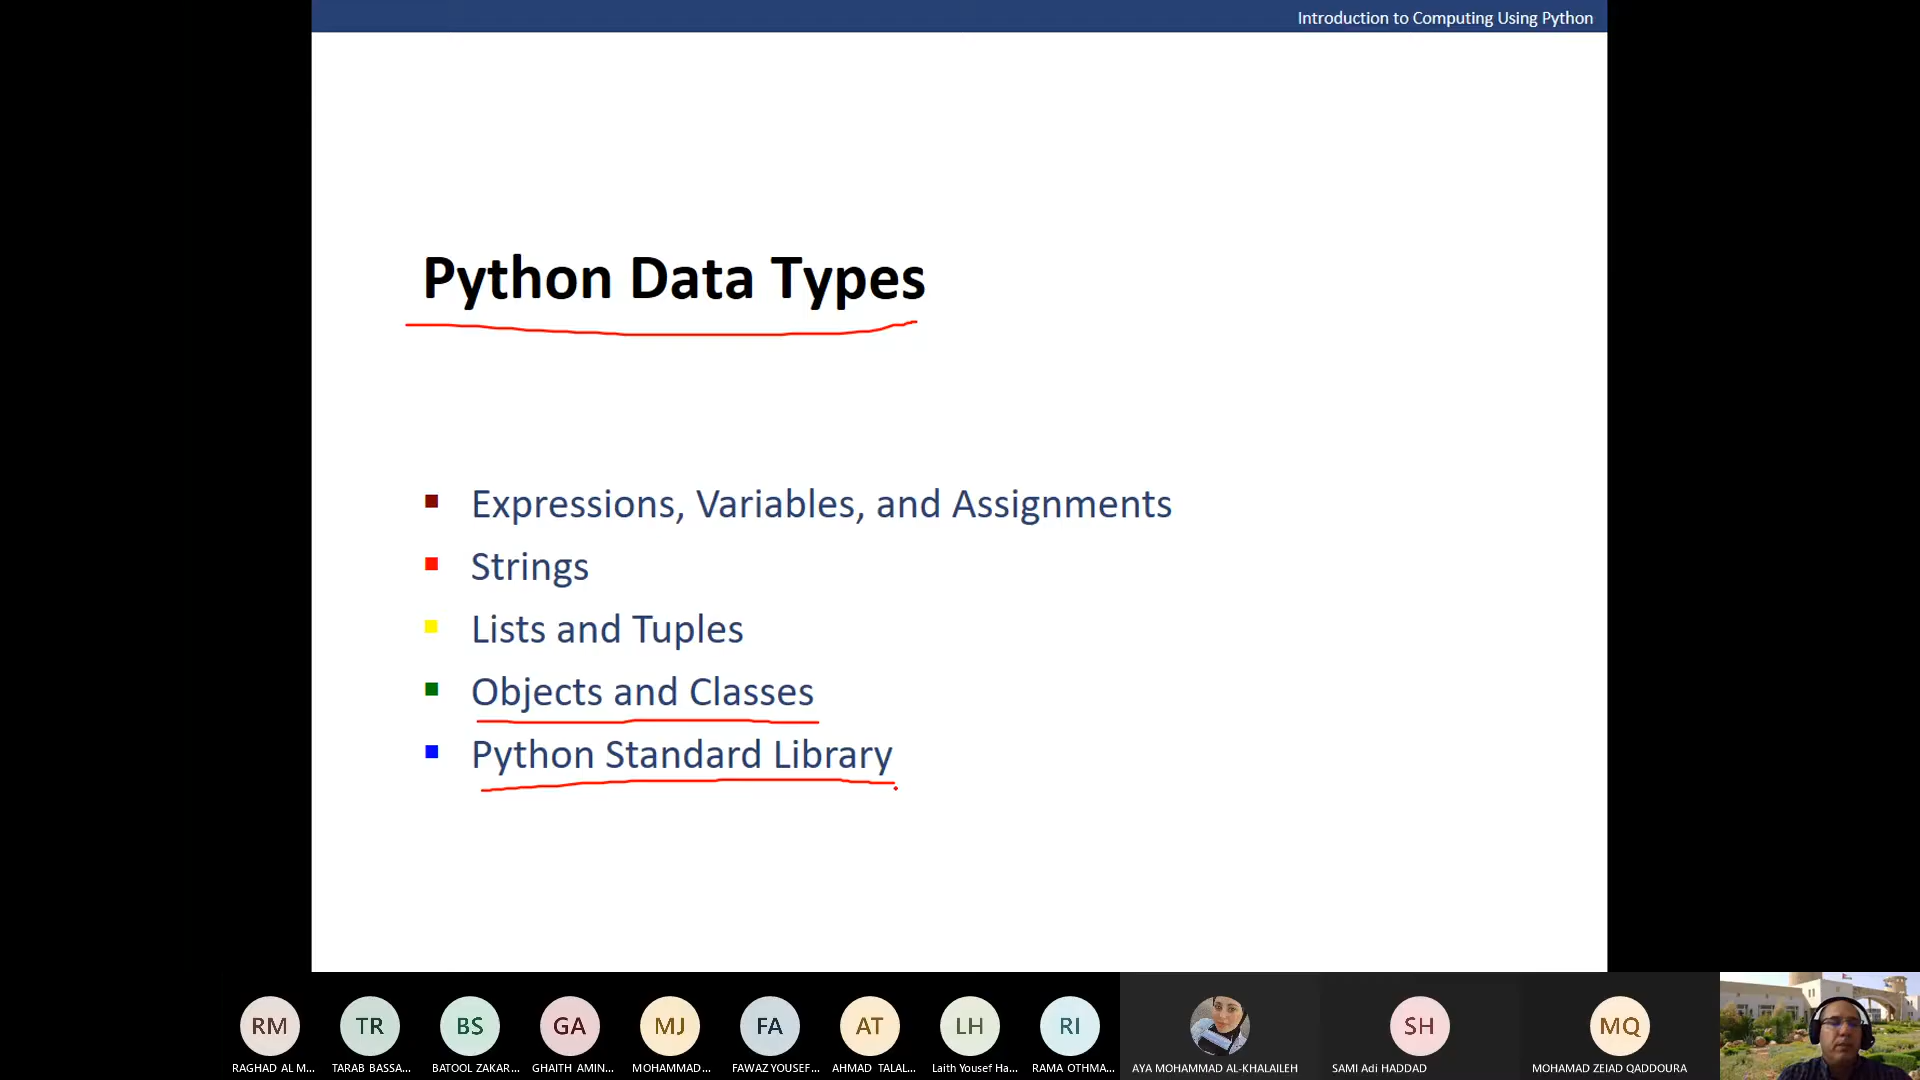 Introduction to Computing Using Python
Python Data Types
Expressions, Variables, and Assignments
Strings
Lists and Tuples
Objects and Classes
Python Standard Library
RM TR BS GA MJ FA AT LH RI SH MQ
RAGHAD AL M... TARAB BASSA... BATOOL ZAKAR... GHAITH AMIN... MOHAMMAD... FAWAZ YOUSEF... AHMAD TALAL... Laith Yousef Ha... RAMA OTHMA... AYA MOHAMMAD AL-KHALAILEH SAMI Adi HADDAD MOHAMAD ZEIAD QADDOURA